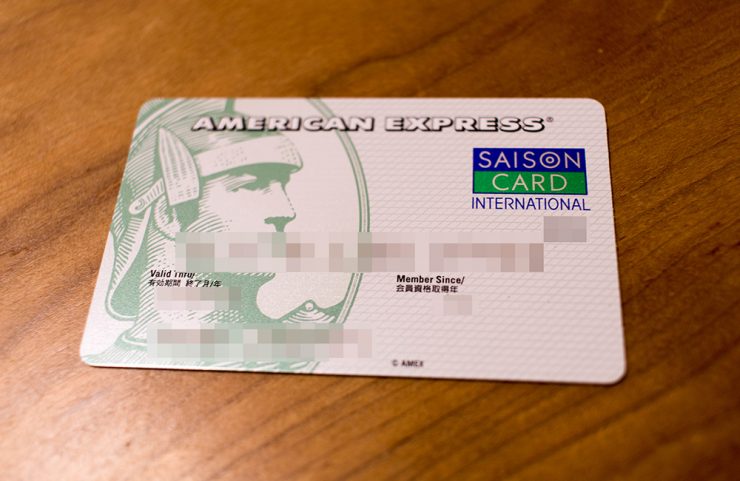 AMERICAN EXPRESS®
SAISON
CARD
INTERNATIONAL
Valid Thru/
有効期間 終了月/年
Member Since/
会員資格取得年
© AMEX